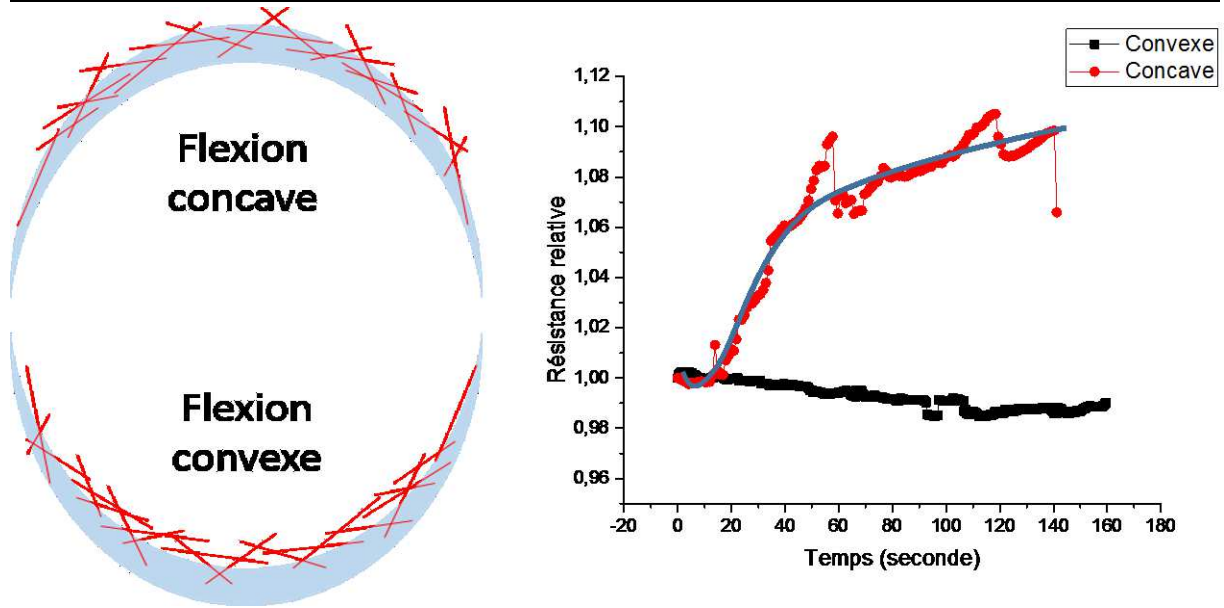 Flexion
concave
Flexion
convexe
Convexe
Concave
1,12
1,10
1,08
1,06
1,04
1,02
1,00
0,98
0,96
Résistance relative
-20
0
20
40
60
80
100
120
140
160
180
Temps (seconde)